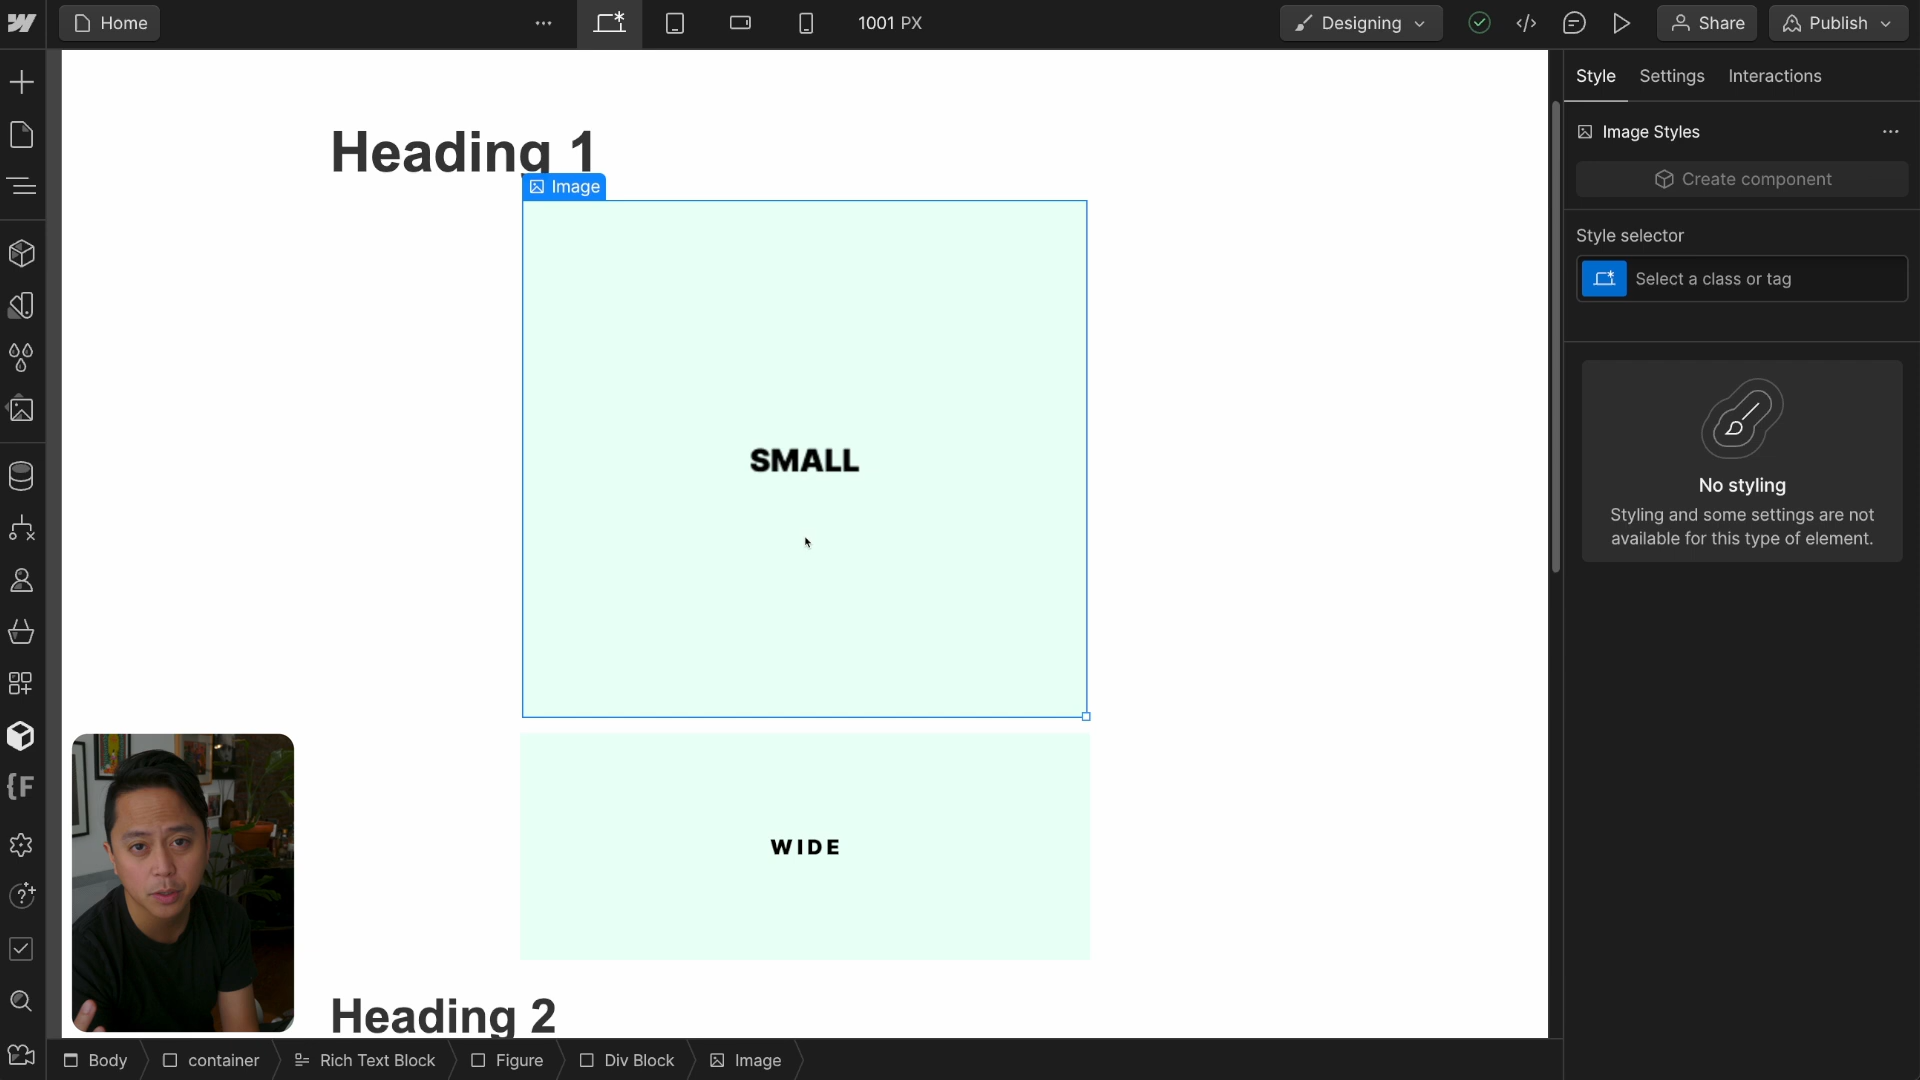 Home
1001 PX
Designing
Share
Publish
Style Settings Interactions
Image Styles
Create component
Style selector
Select a class or tag
No styling
Styling and some settings are not
available for this type of element.
Heading 1
Image
SMALL
WIDE
Heading 2
Body container Rich Text Block Figure Div Block Image